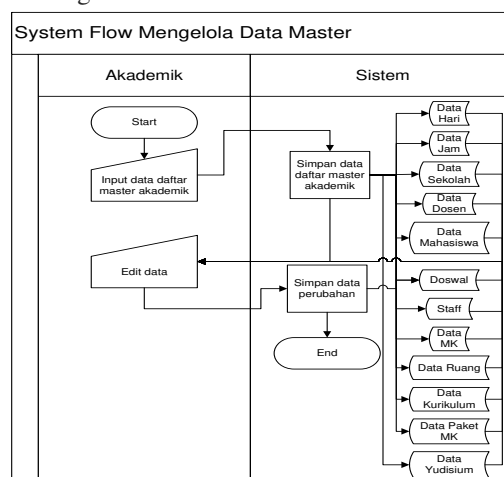 System Flow Mengelola Data Master
Akademik
Sistem
Start
Input data daftar
master akademik
Simpan data
daftar master
akademik
Edit data
Simpan data
perubahan
End
Data
Hari
Data
Jam
Data
Sekolah
Data
Dosen
Data
Mahasiswa
Doswal
Staff
Data
MK
Data Ruang
Data
Kurikulum
Data Paket
MK
Data
Yudisium